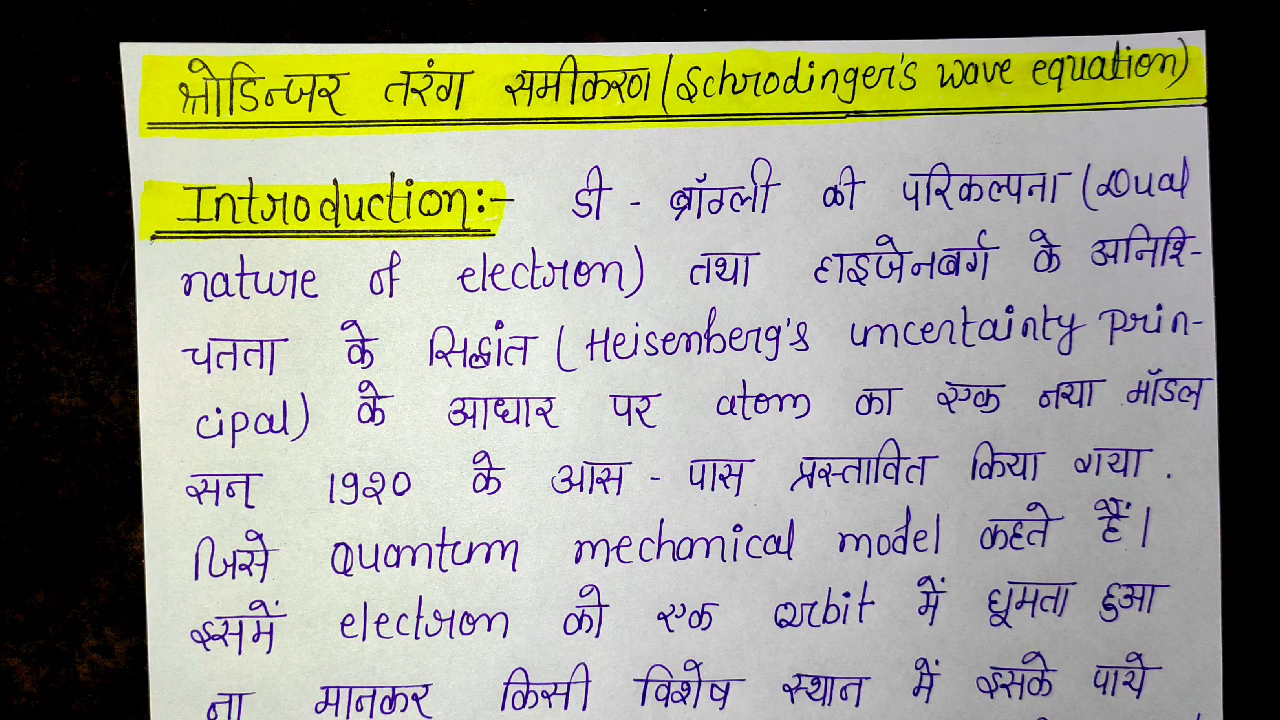 श्रोडिन्जर तरंग समीकरण (Schrodinger's wave equation)
Introduction:- डी - ब्रॉग्ली की परिकल्पना (Dual
nature of electron) तथा हाइजेनबर्ग के अनिश्-
चतता के सिद्धांत (Heisenberg's uncertainty prin-
cipal) के आधार पर atom का एक नया मॉडल
सन् 1920 के आस - पास प्रस्तावित किया गया .
जिसे Quantum mechanical model कहते हैं।
इसमें electron को एक orbit में घूमता हुआ
ना मानकर किसी विशेष स्थान में इसके पाये